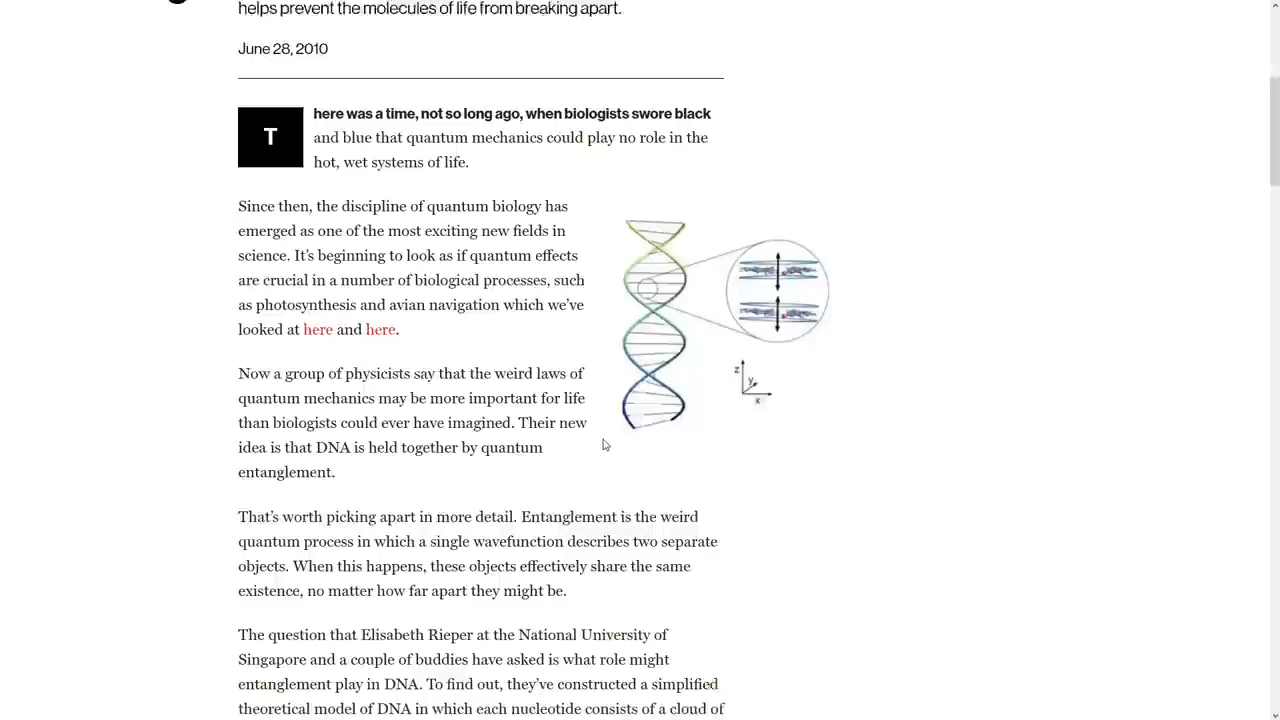 helps prevent the molecules of life from breaking apart.
June 28, 2010
T
here was a time, not so long ago, when biologists swore black
and blue that quantum mechanics could play no role in the
hot, wet systems of life.
Since then, the discipline of quantum biology has
emerged as one of the most exciting new fields in
science. It’s beginning to look as if quantum effects
are crucial in a number of biological processes, such
as photosynthesis and avian navigation which we’ve
looked at here and here.
Now a group of physicists say that the weird laws of
quantum mechanics may be more important for life
than biologists could ever have imagined. Their new
idea is that DNA is held together by quantum
entanglement.
z
y
x
That’s worth picking apart in more detail. Entanglement is the weird
quantum process in which a single wavefunction describes two separate
objects. When this happens, these objects effectively share the same
existence, no matter how far apart they might be.
The question that Elisabeth Rieper at the National University of
Singapore and a couple of buddies have asked is what role might
entanglement play in DNA. To find out, they’ve constructed a simplified
theoretical model of DNA in which each nucleotide consists of a cloud of